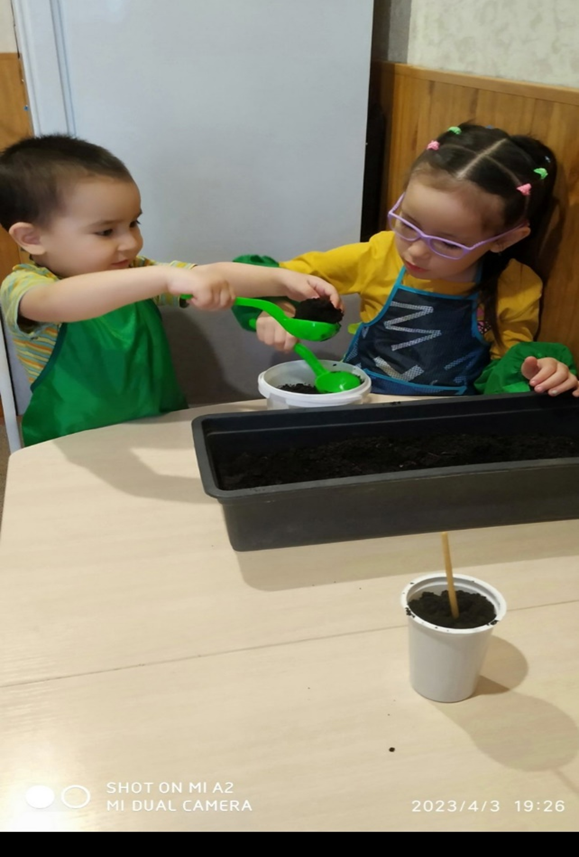 SHOT ON MI A2
MI DUAL CAMERA
2023/4/3 19:26